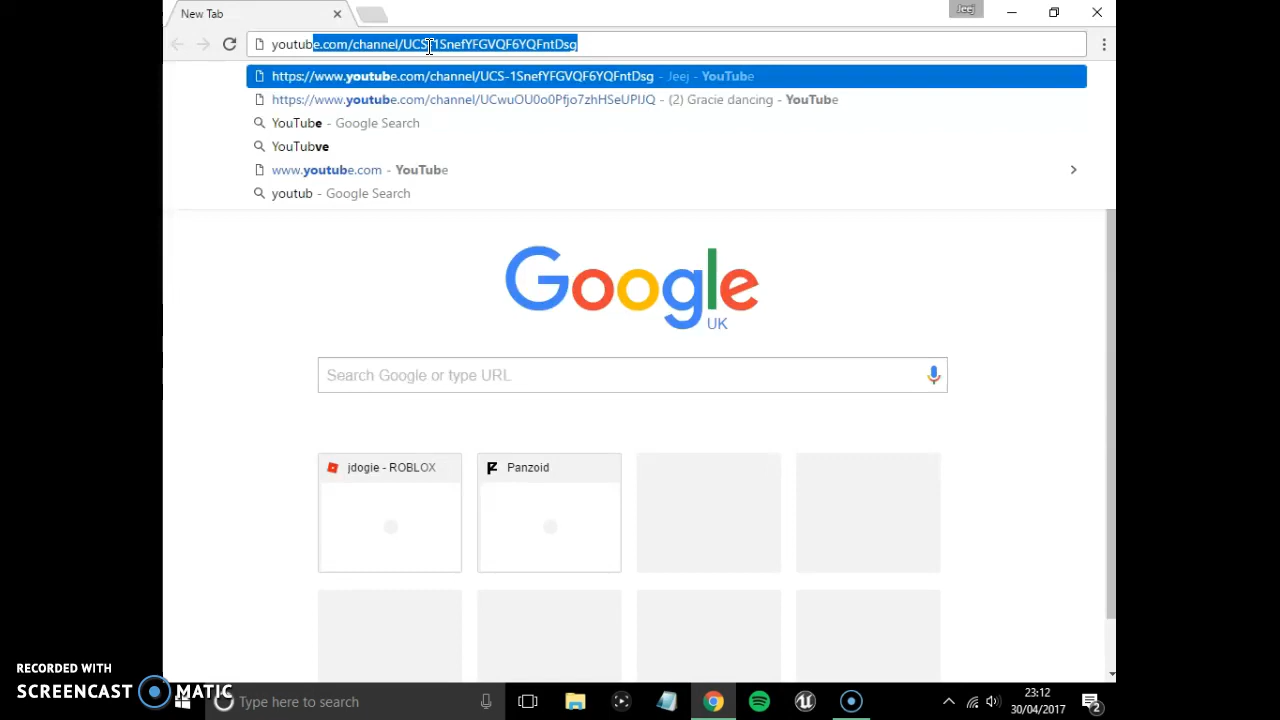 New Tab
Jeej
youtube.com/channel/UCS-1SnefYFGVQF6YQFntDsg
https://www.youtube.com/channel/UCS-1SnefYFGVQF6YQFntDsg - Jeej - YouTube
https://www.youtube.com/channel/UCwuOU0o0Pfjo7zhHSeUPlJQ - (2) Gracie dancing - YouTube
YouTube - Google Search
YouTubve
www.youtube.com - YouTube
youtub - Google Search
Google
UK
Search Google or type URL
jdogie - ROBLOX
Panzoid
RECORDED WITH
SCREENCAST MATIC
Type here to search
23:12
30/04/2017
2